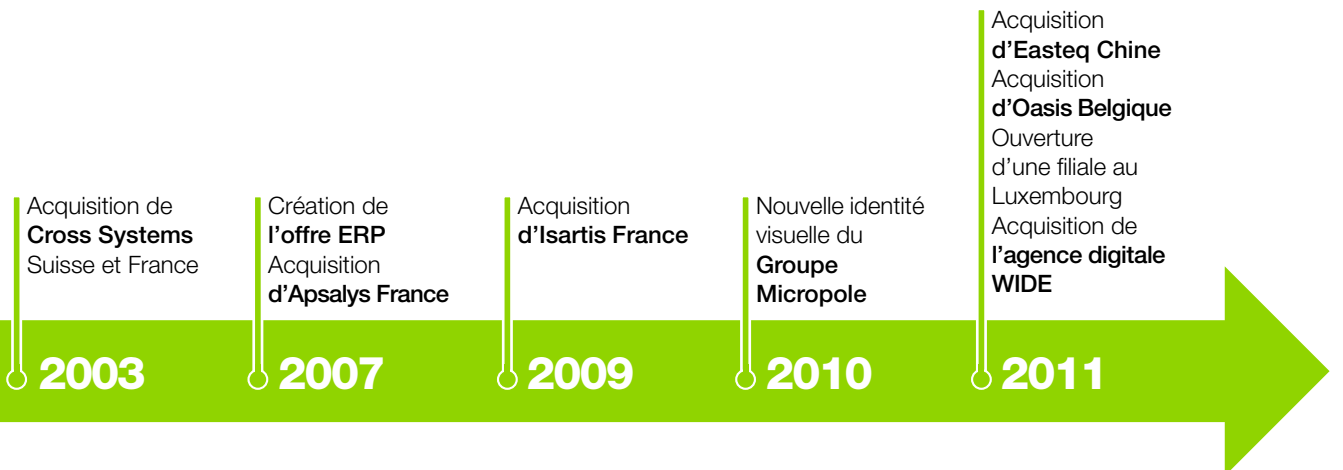 Acquisition de
Cross Systems
Suisse et France
2003
Création de
l’offre ERP
Acquisition
d’Apsalys France
2007
Acquisition
d’Isartis France
2009
Nouvelle identité
visuelle du
Groupe
Micropole
2010
Acquisition
d’Easteq Chine
Acquisition
d’Oasis Belgique
Ouverture
d’une filiale au
Luxembourg
Acquisition de
l’agence digitale
WIDE
2011